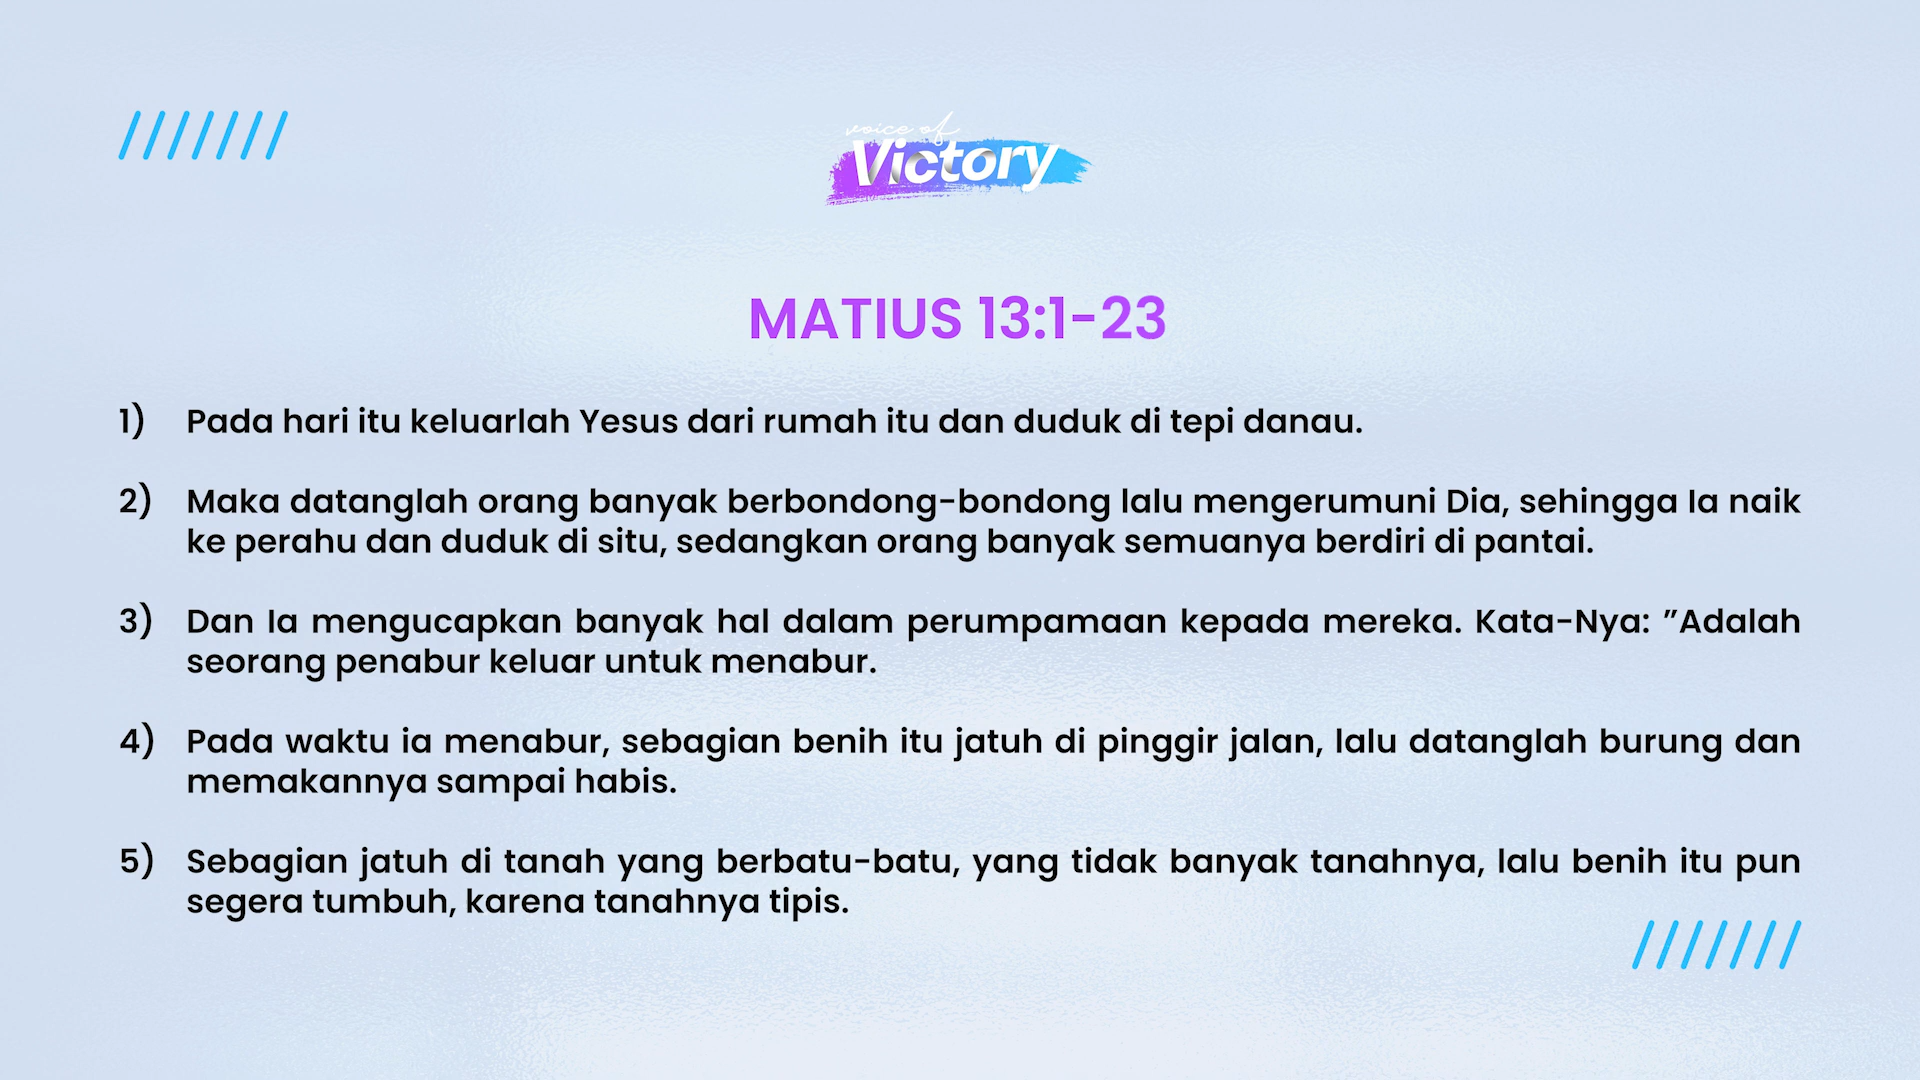 voice of
Victory
MATIUS 13:1-23
1) Pada hari itu keluarlah Yesus dari rumah itu dan duduk di tepi danau.
2) Maka datanglah orang banyak berbondong-bondong lalu mengerumuni Dia, sehingga Ia naik
ke perahu dan duduk di situ, sedangkan orang banyak semuanya berdiri di pantai.
3) Dan Ia mengucapkan banyak hal dalam perumpamaan kepada mereka. Kata-Nya: ”Adalah
seorang penabur keluar untuk menabur.
4) Pada waktu ia menabur, sebagian benih itu jatuh di pinggir jalan, lalu datanglah burung dan
memakannya sampai habis.
5) Sebagian jatuh di tanah yang berbatu-batu, yang tidak banyak tanahnya, lalu benih itu pun
segera tumbuh, karena tanahnya tipis.